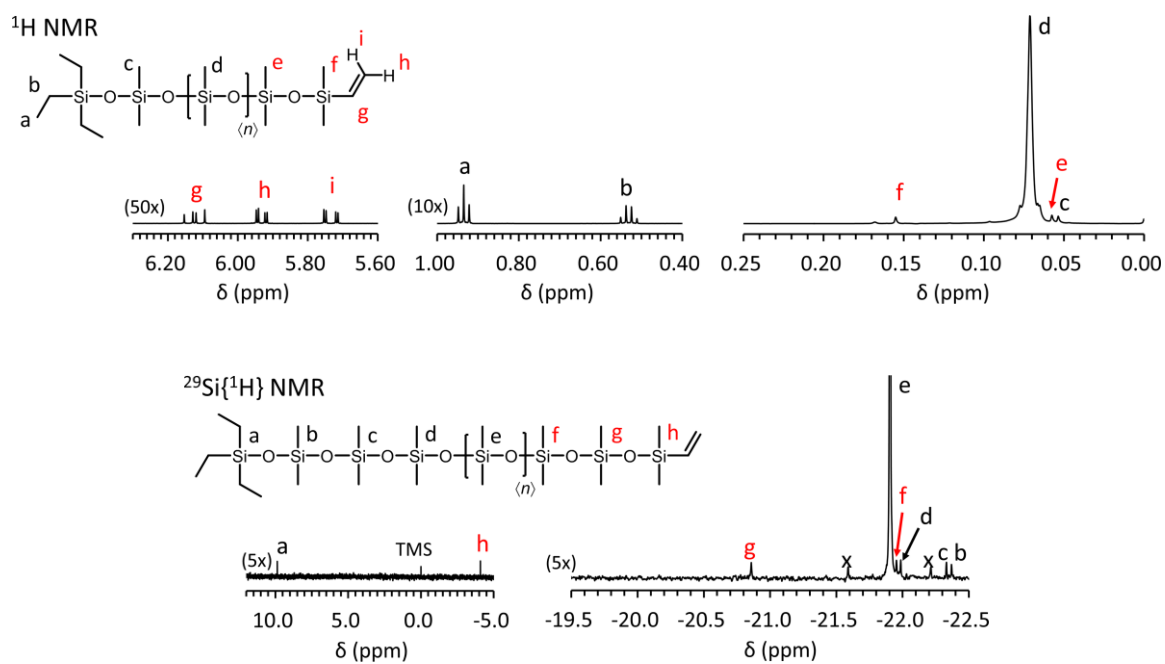 ¹H NMR
i
H
h
H
c
d
e
f
b
Si O Si O Si O Si O Si
g
a
⟨n⟩
(50x)
g
h
i
6.20 6.00 5.80 5.60
δ (ppm)
(10x)
a
b
1.00 0.80 0.60 0.40
δ (ppm)
d
f
e
c
0.25 0.20 0.15 0.10 0.05 0.00
δ (ppm)
²⁹Si{¹H} NMR
a b c d e f g h
Si O Si O Si O Si O Si O Si O Si O Si
⟨n⟩
(5x)
a
TMS
h
10.0 5.0 0.0 -5.0
δ (ppm)
(5x)
g
x
e
f
d
x
c
b
-19.5 -20.0 -20.5 -21.0 -21.5 -22.0 -22.5
δ (ppm)